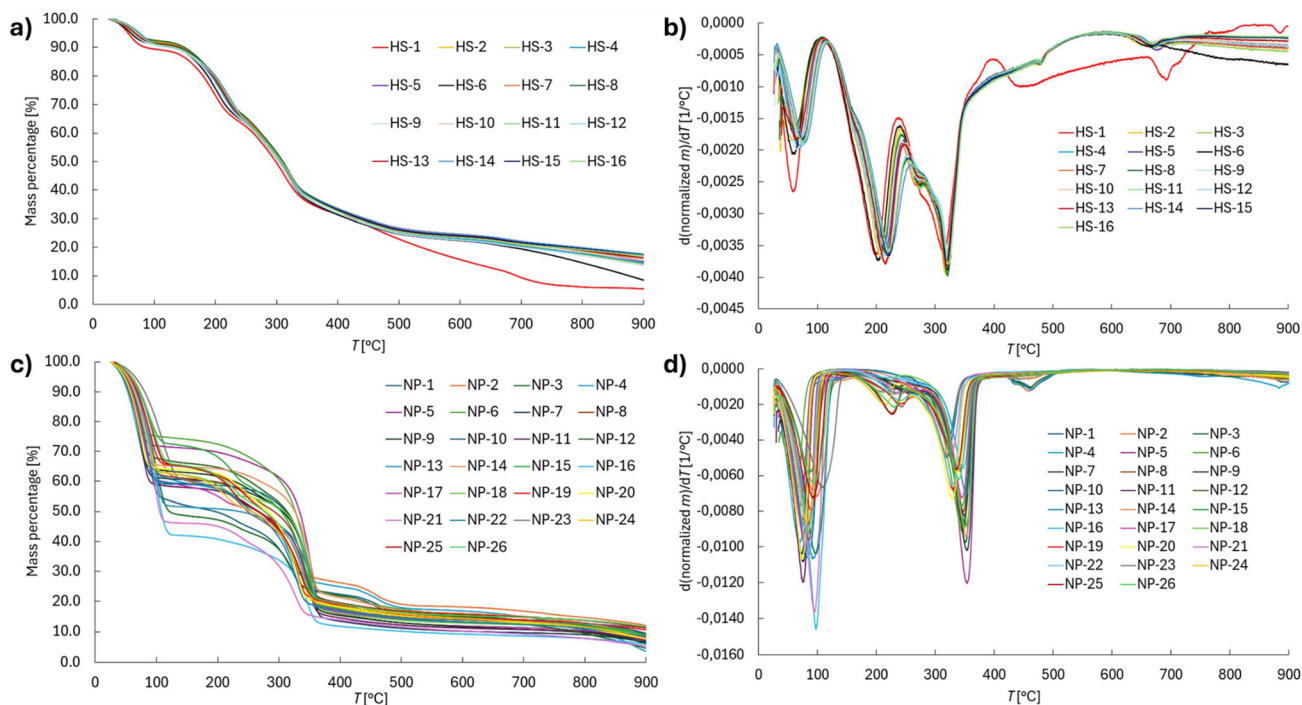 a)
100.0
90.0
80.0
70.0
60.0
50.0
40.0
30.0
20.0
10.0
0.0
Mass percentage [%]
HS-1 HS-2 HS-3 HS-4
HS-5 HS-6 HS-7 HS-8
HS-9 HS-10 HS-11 HS-12
HS-13 HS-14 HS-15 HS-16
0 100 200 300 400 500 600 700 800 900
T [°C]
b)
0,0000
-0,0005
-0,0010
-0,0015
-0,0020
-0,0025
-0,0030
-0,0035
-0,0040
-0,0045
d(normalized m)/dT [1/°C]
HS-1 HS-2 HS-3
HS-4 HS-5 HS-6
HS-7 HS-8 HS-9
HS-10 HS-11 HS-12
HS-13 HS-14 HS-15
HS-16
0 100 200 300 400 500 600 700 800 900
T [°C]
c)
100.0
90.0
80.0
70.0
60.0
50.0
40.0
30.0
20.0
10.0
0.0
Mass percentage [%]
NP-1 NP-2 NP-3 NP-4
NP-5 NP-6 NP-7 NP-8
NP-9 NP-10 NP-11 NP-12
NP-13 NP-14 NP-15 NP-16
NP-17 NP-18 NP-19 NP-20
NP-21 NP-22 NP-23 NP-24
NP-25 NP-26
0 100 200 300 400 500 600 700 800 900
T [°C]
d)
0,0000
-0,0020
-0,0040
-0,0060
-0,0080
-0,0100
-0,0120
-0,0140
-0,0160
d(normalized m)/dT [1/°C]
NP-1 NP-2 NP-3
NP-4 NP-5 NP-6
NP-7 NP-8 NP-9
NP-10 NP-11 NP-12
NP-13 NP-14 NP-15
NP-16 NP-17 NP-18
NP-19 NP-20 NP-21
NP-22 NP-23 NP-24
NP-25 NP-26
0 100 200 300 400 500 600 700 800 900
T [°C]